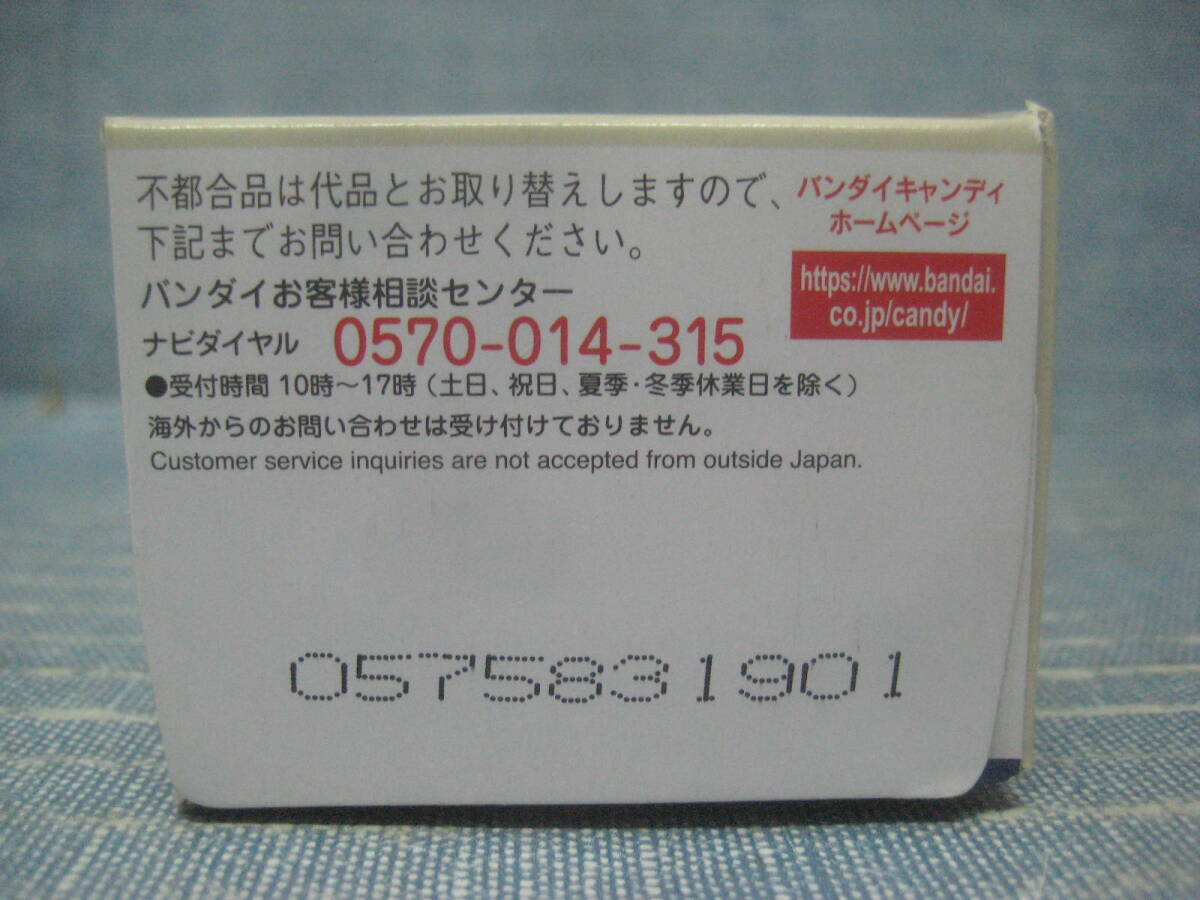 不都合品は代品とお取り替えしますので、
下記までお問い合わせください。
バンダイお客様相談センター
ナビダイヤル 0570-014-315
●受付時間 10時～17時（土日、祝日、夏季・冬季休業日を除く）
海外からのお問い合わせは受け付けておりません。
Customer service inquiries are not accepted from outside Japan.
バンダイキャンディ
ホームページ
https://www.bandai.
co.jp/candy/
0575831901